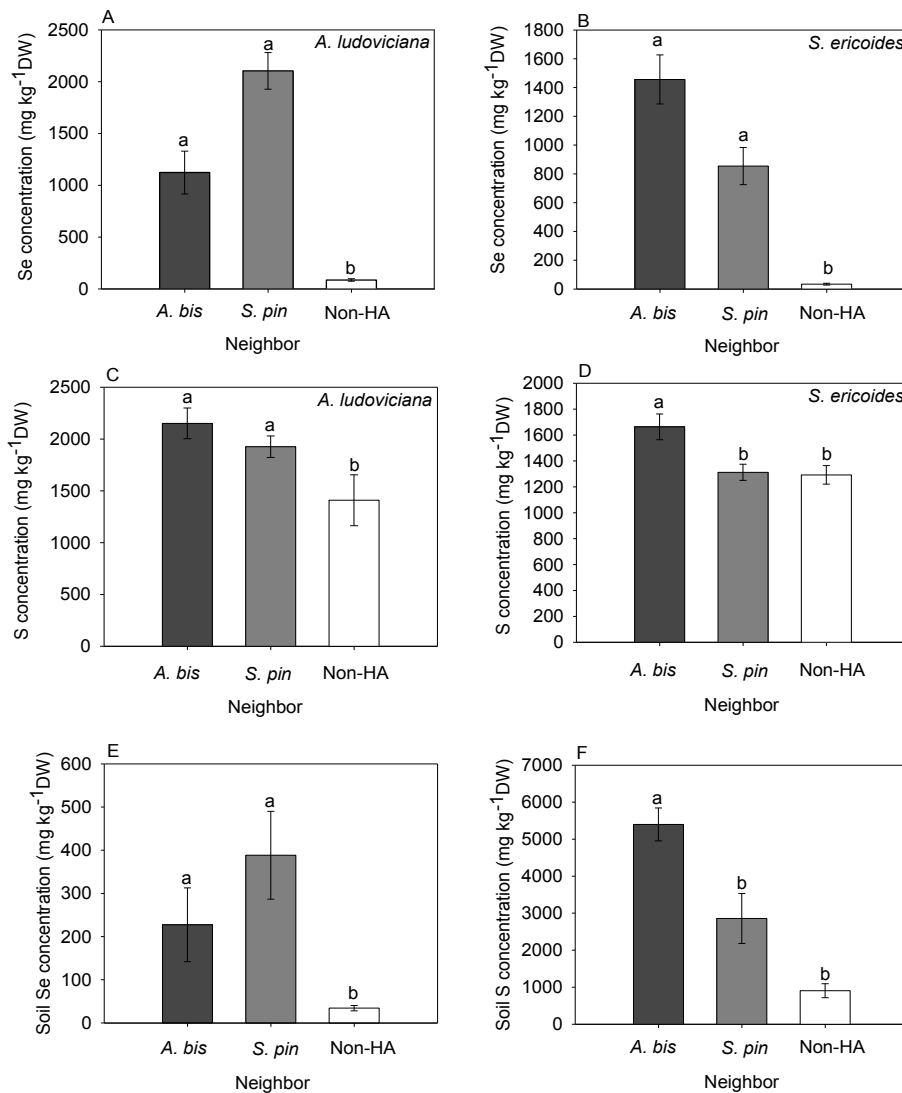 A
A. ludoviciana
Se concentration (mg kg⁻¹DW)
2500
2000
1500
1000
500
0
a
a
b
A. bis
S. pin
Non-HA
Neighbor
B
S. ericoides
Se concentration (mg kg⁻¹DW)
1800
1600
1400
1200
1000
800
600
400
200
0
a
a
b
A. bis
S. pin
Non-HA
Neighbor
C
A. ludoviciana
S concentration (mg kg⁻¹DW)
2500
2000
1500
1000
500
0
a
a
b
A. bis
S. pin
Non-HA
Neighbor
D
S. ericoides
S concentration (mg kg⁻¹DW)
2000
1800
1600
1400
1200
1000
800
600
400
200
0
a
b
b
A. bis
S. pin
Non-HA
Neighbor
E
Soil Se concentration (mg kg⁻¹DW)
600
500
400
300
200
100
0
a
a
b
A. bis
S. pin
Non-HA
Neighbor
F
Soil S concentration (mg kg⁻¹DW)
7000
6000
5000
4000
3000
2000
1000
0
a
b
b
A. bis
S. pin
Non-HA
Neighbor